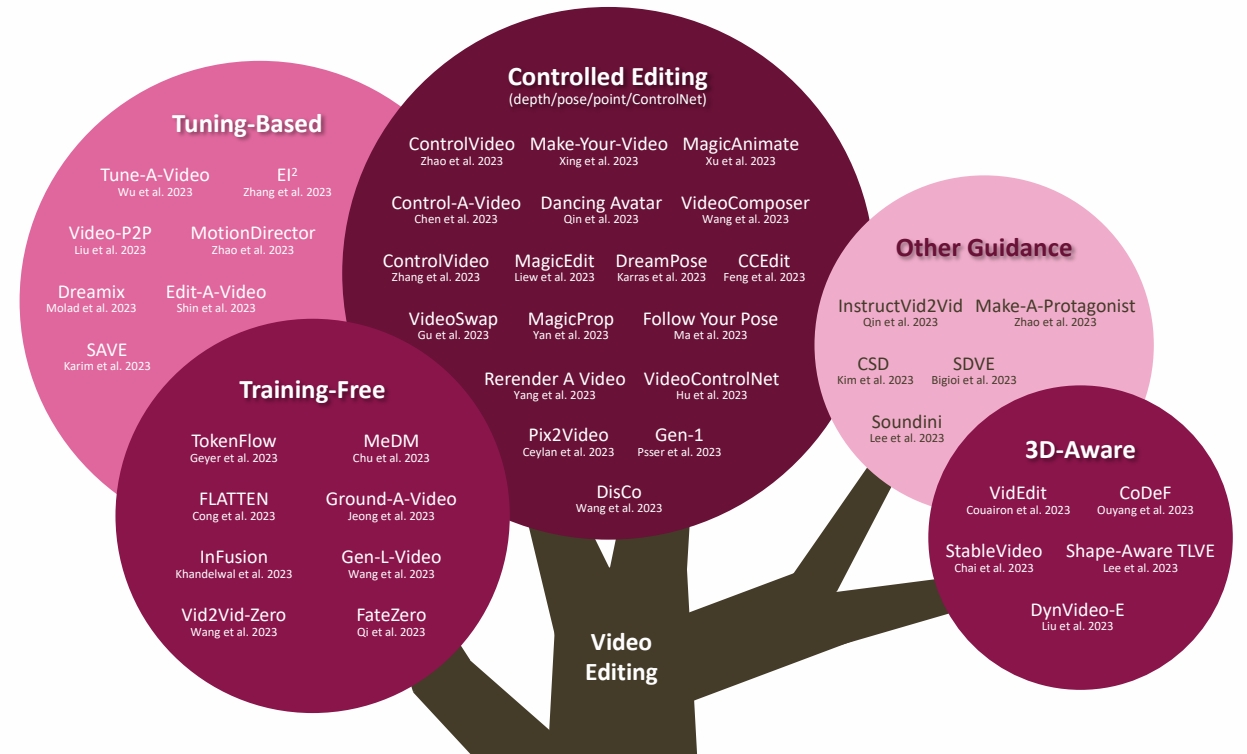 Controlled Editing
(depth/pose/point/ControlNet)
ControlVideo Make-Your-Video MagicAnimate
Zhao et al. 2023 Xing et al. 2023 Xu et al. 2023
Control-A-Video Dancing Avatar VideoComposer
Chen et al. 2023 Qin et al. 2023 Wang et al. 2023
ControlVideo MagicEdit DreamPose CCEdit
Zhang et al. 2023 Liew et al. 2023 Karras et al. 2023 Feng et al. 2023
VideoSwap MagicProp Follow Your Pose
Gu et al. 2023 Yan et al. 2023 Ma et al. 2023
Rerender A Video VideoControlNet
Yang et al. 2023 Hu et al. 2023
Pix2Video Gen-1
Ceylan et al. 2023 Psser et al. 2023
DisCo
Wang et al. 2023
Tuning-Based
Tune-A-Video EI²
Wu et al. 2023 Zhang et al. 2023
Video-P2P MotionDirector
Liu et al. 2023 Zhao et al. 2023
Dreamix Edit-A-Video
Molad et al. 2023 Shin et al. 2023
SAVE
Karim et al. 2023
Training-Free
TokenFlow MeDM
Geyer et al. 2023 Chu et al. 2023
FLATTEN Ground-A-Video
Cong et al. 2023 Jeong et al. 2023
InFusion Gen-L-Video
Khandelwal et al. 2023 Wang et al. 2023
Vid2Vid-Zero FateZero
Wang et al. 2023 Qi et al. 2023
Other Guidance
InstructVid2Vid Make-A-Protagonist
Qin et al. 2023 Zhao et al. 2023
CSD SDVE
Kim et al. 2023 Bigioi et al. 2023
Soundini
Lee et al. 2023
3D-Aware
VidEdit CoDeF
Couairon et al. 2023 Ouyang et al. 2023
StableVideo Shape-Aware TLVE
Chai et al. 2023 Lee et al. 2023
DynVideo-E
Liu et al. 2023
Video
Editing